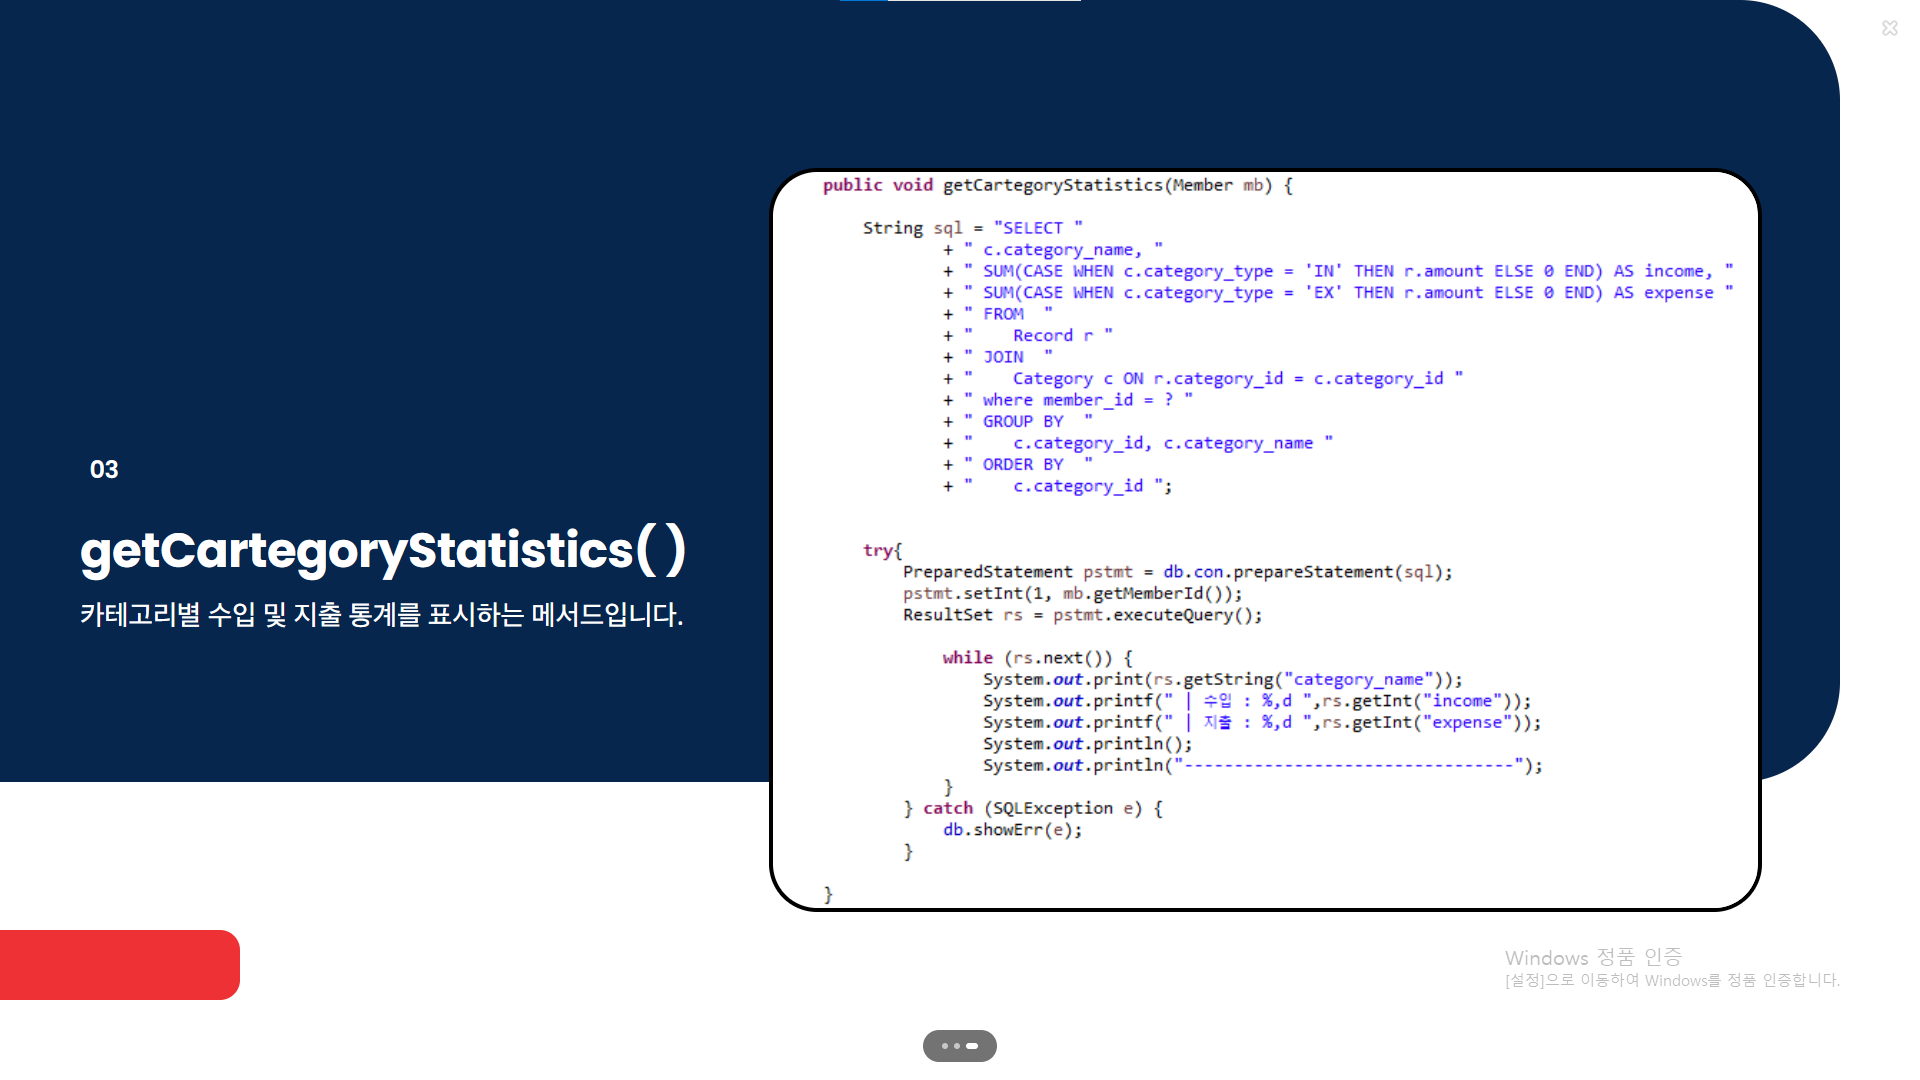 03
getCartegoryStatistics()
카테고리별 수입 및 지출 통계를 표시하는 메서드입니다.
public void getCartegoryStatistics(Member mb) {
String sql = "SELECT "
+ " c.category_name, "
+ " SUM(CASE WHEN c.category_type = 'IN' THEN r.amount ELSE 0 END) AS income, "
+ " SUM(CASE WHEN c.category_type = 'EX' THEN r.amount ELSE 0 END) AS expense "
+ " FROM  "
+ "    Record r "
+ " JOIN  "
+ "    Category c ON r.category_id = c.category_id "
+ " where member_id = ? "
+ " GROUP BY  "
+ "    c.category_id, c.category_name "
+ " ORDER BY  "
+ "    c.category_id ";
try{
PreparedStatement pstmt = db.con.prepareStatement(sql);
pstmt.setInt(1, mb.getMemberId());
ResultSet rs = pstmt.executeQuery();
while (rs.next()) {
System.out.print(rs.getString("category_name"));
System.out.printf(" | 수입 : %,d ",rs.getInt("income"));
System.out.printf(" | 지출 : %,d ",rs.getInt("expense"));
System.out.println();
System.out.println("---------------------------------");
}
} catch (SQLException e) {
db.showErr(e);
}
}
Windows 정품 인증
[설정]으로 이동하여 Windows를 정품 인증합니다.